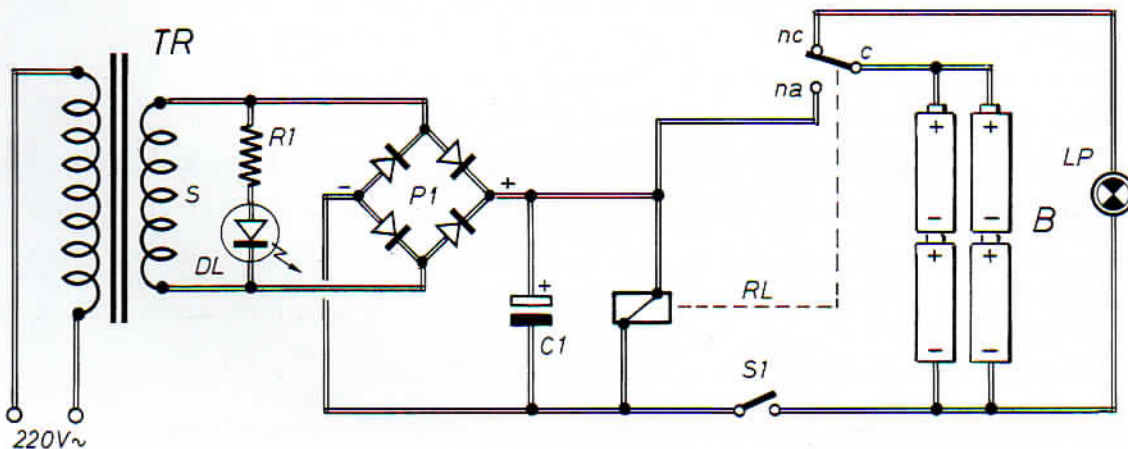 TR
nc
c
na
R1
S
P1
-
+
LP
B
DL
+
C1
RL
S1
220V~
+
+
-
-
+
+
-
-